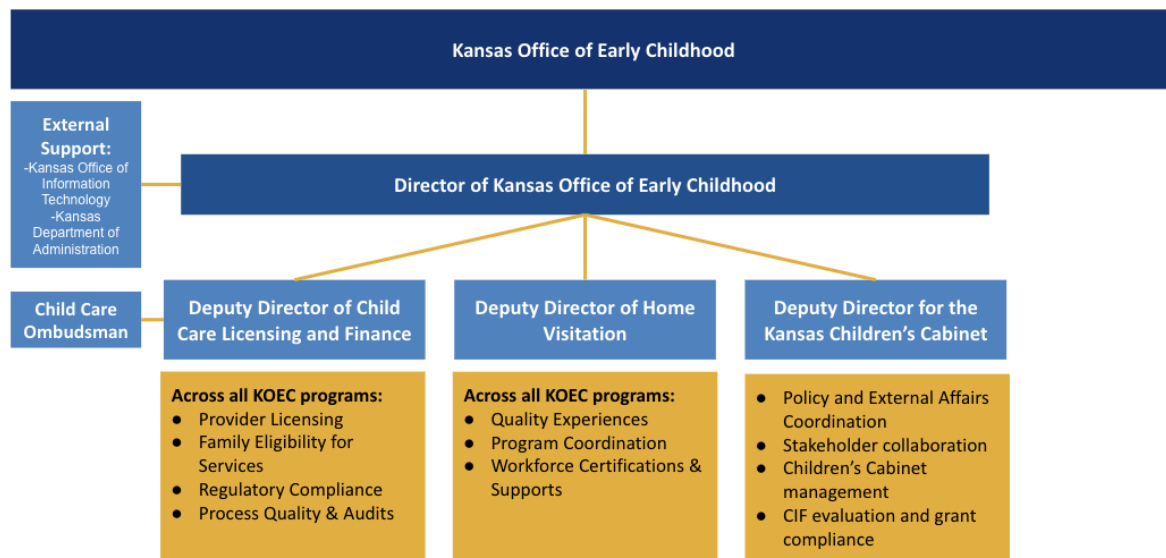 Kansas Office of Early Childhood
External
Support:
-Kansas Office of
Information
Technology
-Kansas
Department of
Administration
Director of Kansas Office of Early Childhood
Child Care
Ombudsman
Deputy Director of Child
Care Licensing and Finance
Deputy Director of Home
Visitation
Deputy Director for the
Kansas Children’s Cabinet
Across all KOEC programs:
● Provider Licensing
● Family Eligibility for
Services
● Regulatory Compliance
● Process Quality & Audits
Across all KOEC programs:
● Quality Experiences
● Program Coordination
● Workforce Certifications &
Supports
● Policy and External Affairs
Coordination
● Stakeholder collaboration
● Children’s Cabinet
management
● CIF evaluation and grant
compliance